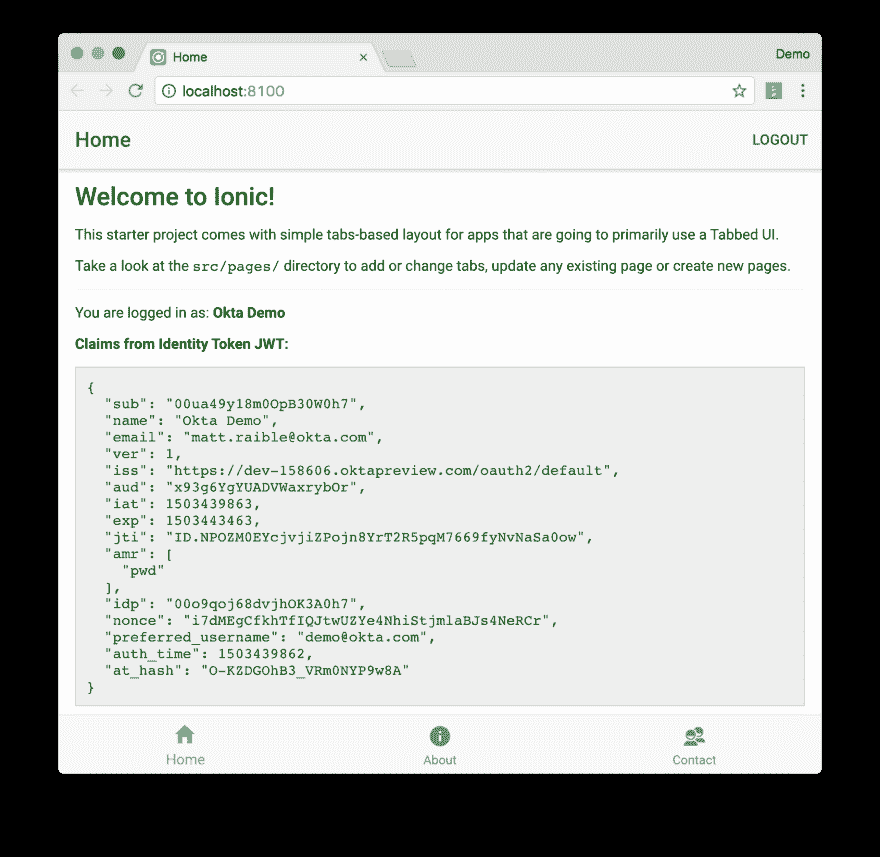 Home
Demo
localhost:8100
Home
LOGOUT
Welcome to Ionic!
This starter project comes with simple tabs-based layout for apps that are going to primarily use a Tabbed UI.
Take a look at the src/pages/ directory to add or change tabs, update any existing page or create new pages.
You are logged in as: Okta Demo
Claims from Identity Token JWT:
{
"sub": "00ua49y18m0OpB30W0h7",
"name": "Okta Demo",
"email": "matt.raible@okta.com",
"ver": 1,
"iss": "https://dev-158606.oktapreview.com/oauth2/default",
"aud": "x93g6YgYUADVWaxrybOr",
"iat": 1503439863,
"exp": 1503443463,
"jti": "ID.NPOZM0EYcjvjiZPojn8YrT2R5pqM7669fyNvNaSa0ow",
"amr": [
"pwd"
],
"idp": "00o9qoj68dvjhOK3A0h7",
"nonce": "i7dMEgCfkhTfIQJtwUZYe4NhiStjmlaBJs4NeRCr",
"preferred_username": "demo@okta.com",
"auth_time": 1503439862,
"at_hash": "O-KZDGOhB3_VRm0NYP9w8A"
}
Home
About
Contact